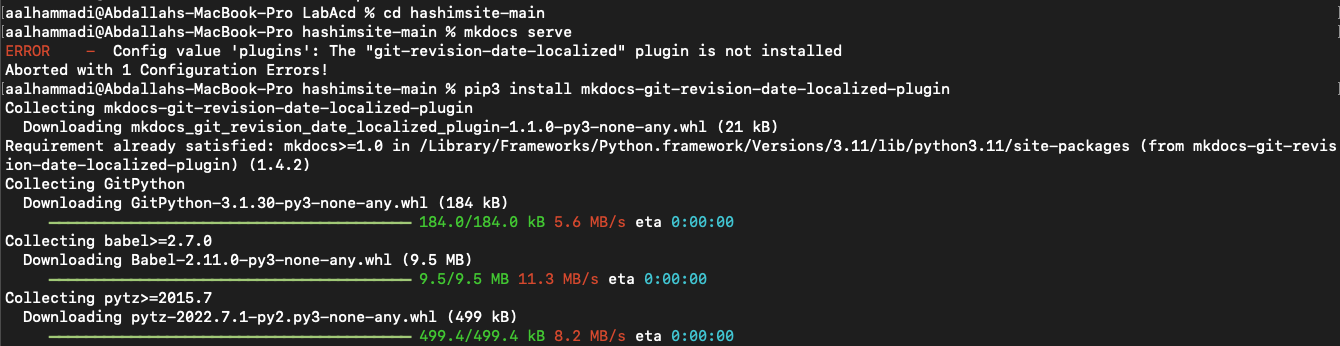 [aalhammadi@Abdallahs-MacBook-Pro LabAcd % cd hashimsite-main
[aalhammadi@Abdallahs-MacBook-Pro hashimsite-main % mkdocs serve
ERROR    -  Config value 'plugins': The "git-revision-date-localized" plugin is not installed
Aborted with 1 Configuration Errors!
[aalhammadi@Abdallahs-MacBook-Pro hashimsite-main % pip3 install mkdocs-git-revision-date-localized-plugin
Collecting mkdocs-git-revision-date-localized-plugin
  Downloading mkdocs_git_revision_date_localized_plugin-1.1.0-py3-none-any.whl (21 kB)
Requirement already satisfied: mkdocs>=1.0 in /Library/Frameworks/Python.framework/Versions/3.11/lib/python3.11/site-packages (from mkdocs-git-revis
ion-date-localized-plugin) (1.4.2)
Collecting GitPython
  Downloading GitPython-3.1.30-py3-none-any.whl (184 kB)
184.0/184.0 kB 5.6 MB/s eta 0:00:00
Collecting babel>=2.7.0
  Downloading Babel-2.11.0-py3-none-any.whl (9.5 MB)
9.5/9.5 MB 11.3 MB/s eta 0:00:00
Collecting pytz>=2015.7
  Downloading pytz-2022.7.1-py2.py3-none-any.whl (499 kB)
499.4/499.4 kB 8.2 MB/s eta 0:00:00